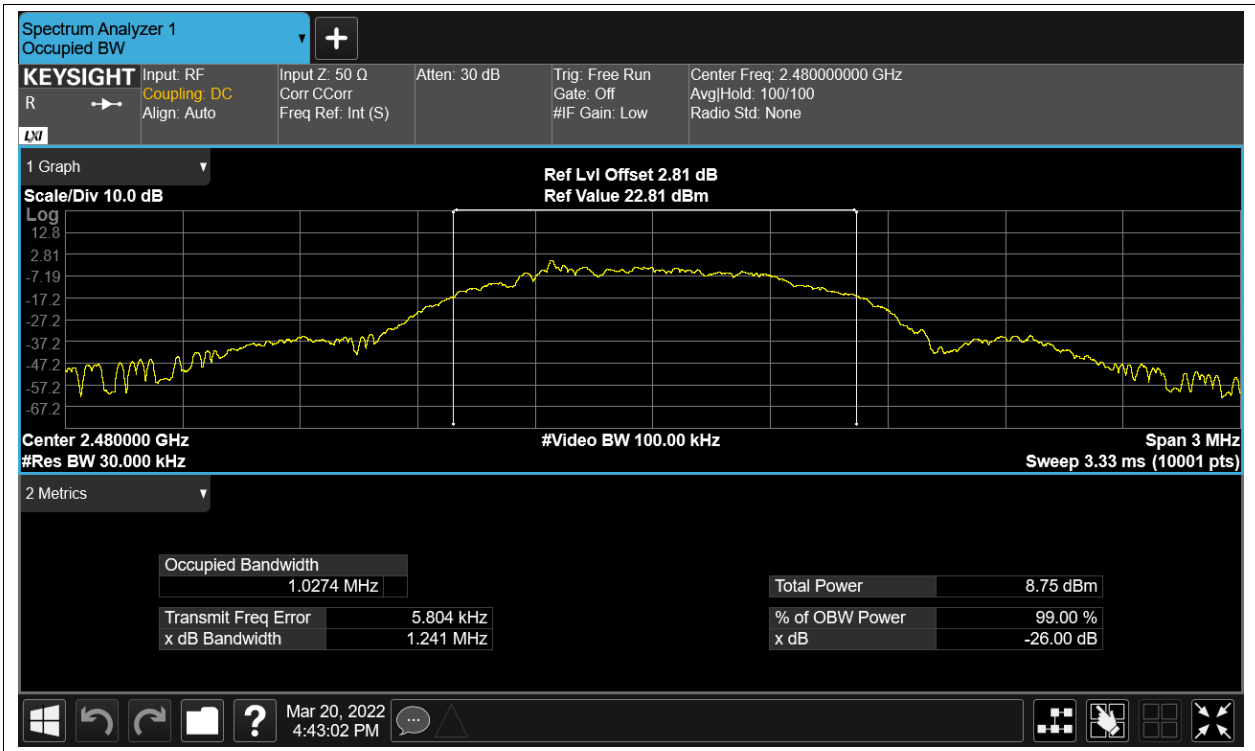 Spectrum Analyzer 1
Occupied BW
KEYSIGHT
R
LXI
Input: RF
Coupling: DC
Align: Auto
Input Z: 50 Ω
Corr CCorr
Freq Ref: Int (S)
Atten: 30 dB
Trig: Free Run
Gate: Off
#IF Gain: Low
Center Freq: 2.480000000 GHz
Avg|Hold: 100/100
Radio Std: None
1 Graph
Scale/Div 10.0 dB
Ref Lvl Offset 2.81 dB
Ref Value 22.81 dBm
Log
12.8
2.81
-7.19
-17.2
-27.2
-37.2
-47.2
-57.2
-67.2
Center 2.480000 GHz
#Video BW 100.00 kHz
Span 3 MHz
#Res BW 30.000 kHz
Sweep 3.33 ms (10001 pts)
2 Metrics
Occupied Bandwidth
1.0274 MHz
Total Power 8.75 dBm
Transmit Freq Error 5.804 kHz
% of OBW Power 99.00 %
x dB Bandwidth 1.241 MHz
x dB -26.00 dB
?
Mar 20, 2022
4:43:02 PM